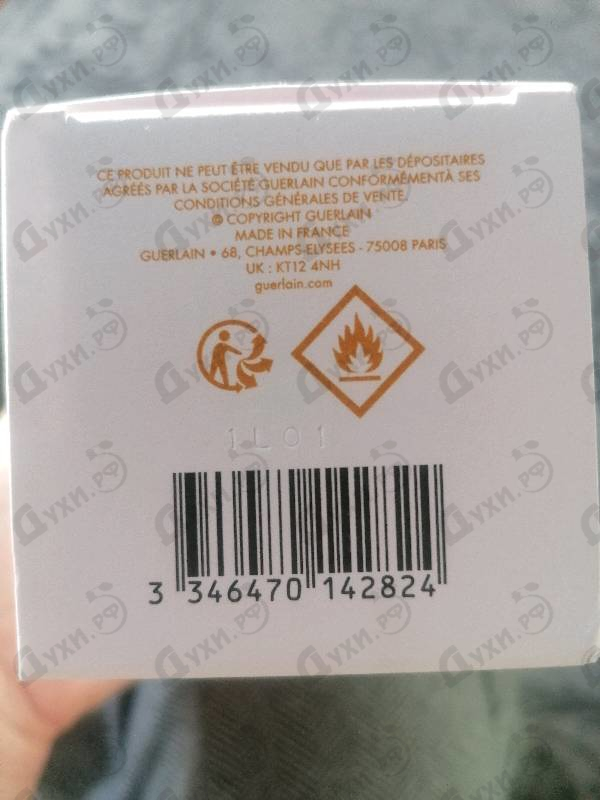 CE PRODUIT NE PEUT ÊTRE VENDU QUE PAR LES DÉPOSITAIRES
AGRÉÉS PAR LA SOCIÉTÉ GUERLAIN CONFORMÉMENTÀ SES
CONDITIONS GÉNÉRALES DE VENTE.
© COPYRIGHT GUERLAIN
MADE IN FRANCE
GUERLAIN • 68, CHAMPS-ELYSEES - 75008 PARIS
UK : KT12 4NH
guerlain.com
1L01
3 346470 142824
Духи.РФ